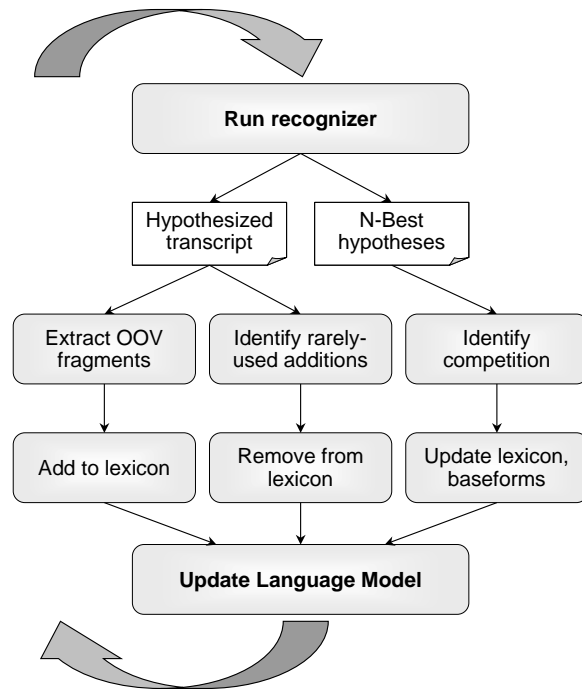 Run recognizer
Hypothesized
transcript
N-Best
hypotheses
Extract OOV
fragments
Identify rarely-
used additions
Identify
competition
Add to lexicon
Remove from
lexicon
Update lexicon,
baseforms
Update Language Model